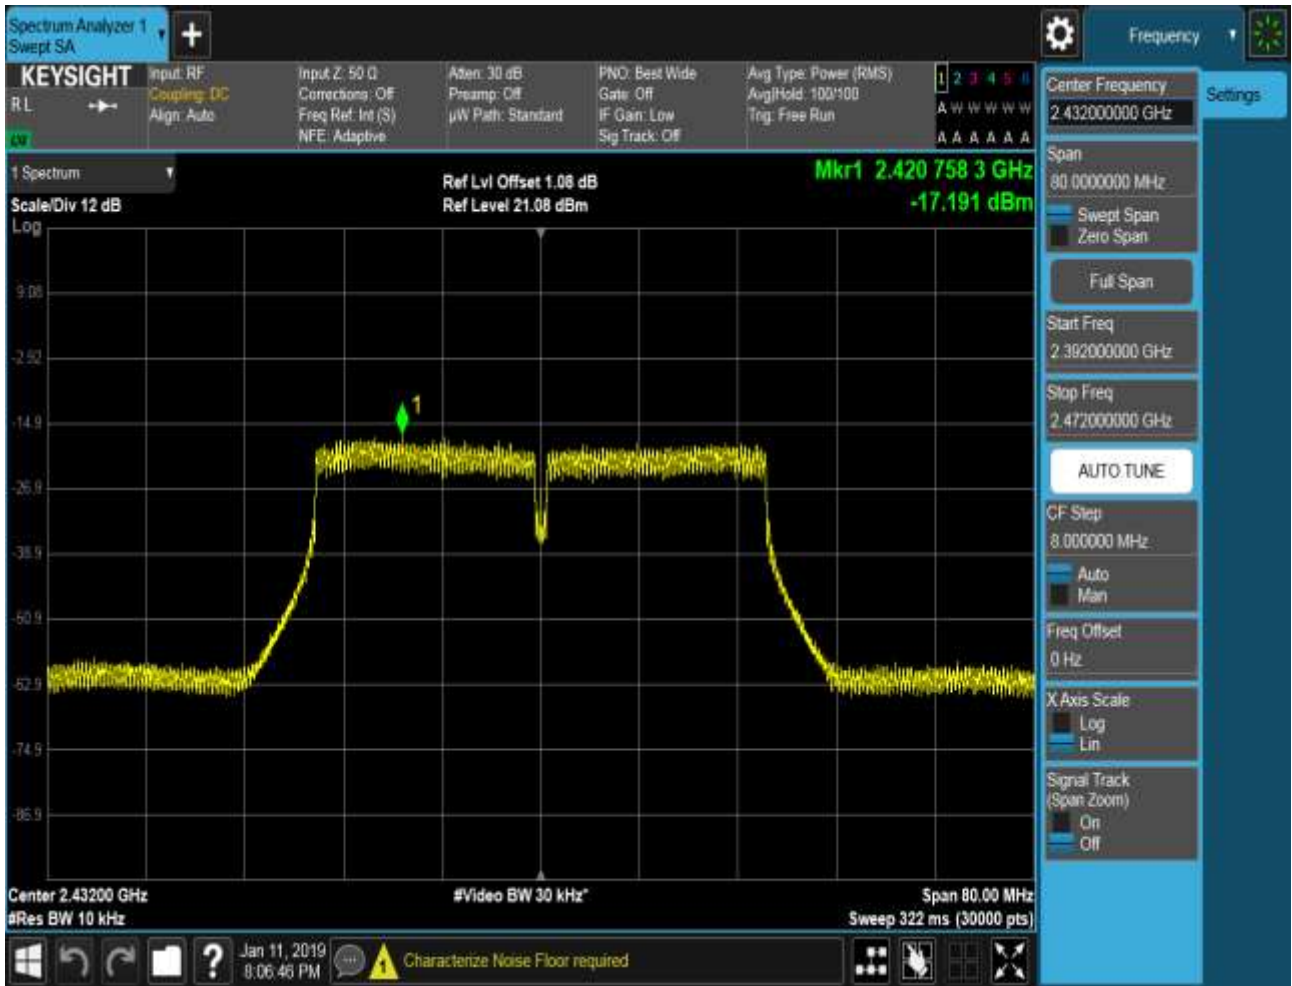 Spectrum Analyzer 1
Swept SA
+
Frequency
KEYSIGHT
RL
Input: RF
Coupling: DC
Align: Auto
Input Z: 50 Ω
Corrections: Off
Freq Ref: Int (S)
NFE: Adaptive
Atten: 30 dB
Preamp: Off
µW Path: Standard
PNO: Best Wide
Gate: Off
IF Gain: Low
Sig Track: Off
Avg Type: Power (RMS)
Avg|Hold: 100/100
Trig: Free Run
1 2 3 4 5 6
A W W W W W
A A A A A A
1 Spectrum
Scale/Div 12 dB
Log
Ref Lvl Offset 1.08 dB
Ref Level 21.08 dBm
Mkr1 2.420 758 3 GHz
-17.191 dBm
9.08
-2.92
-14.9
-26.9
-38.9
-50.9
-62.9
-74.9
-86.9
1
Center 2.43200 GHz
#Res BW 10 kHz
#Video BW 30 kHz*
Span 80.00 MHz
Sweep 322 ms (30000 pts)
Center Frequency
2.432000000 GHz
Settings
Span
80.0000000 MHz
Swept Span
Zero Span
Full Span
Start Freq
2.392000000 GHz
Stop Freq
2.472000000 GHz
AUTO TUNE
CF Step
8.000000 MHz
Auto
Man
Freq Offset
0 Hz
X Axis Scale
Log
Lin
Signal Track
(Span Zoom)
On
Off
?
Jan 11, 2019
8:06:46 PM
1
Characterize Noise Floor required